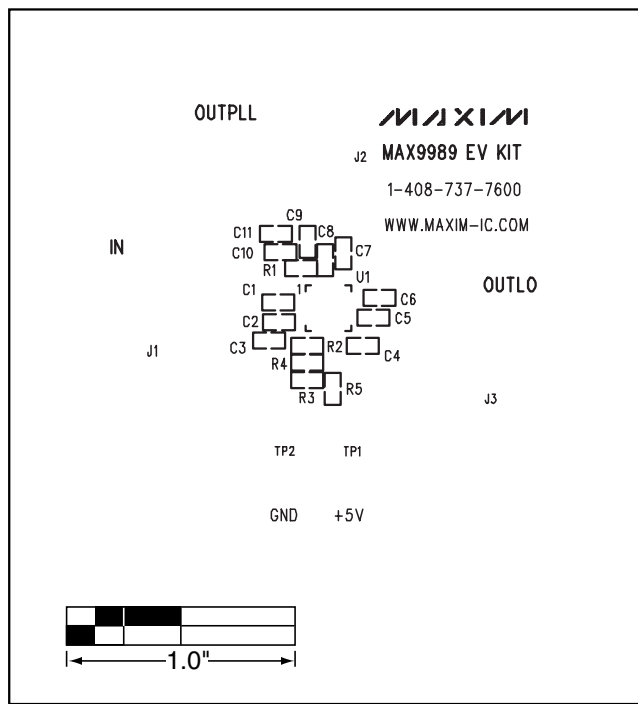 OUTPLL
MAXIM
J2 MAX9989 EV KIT
1-408-737-7600
WWW.MAXIM-IC.COM
C9
C11
C8
C10
C7
IN
R1
U1
OUTLO
C1
1
C6
C2
C5
C3
R2
C4
J1
R4
R5
R3
J3
TP2
TP1
GND
+5V
1.0"